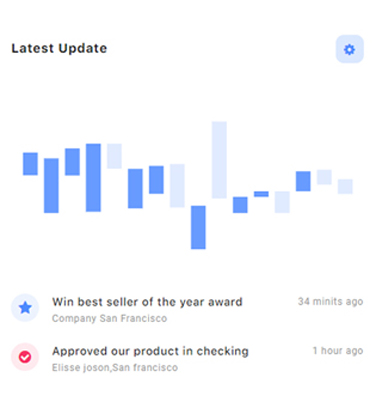 Latest Update
Win best seller of the year award
34 minits ago
Company San Francisco
Approved our product in checking
1 hour ago
Elisse joson,San francisco